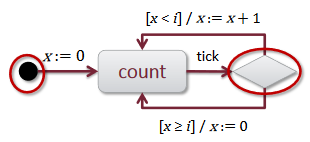 [x < i] / x := x + 1
x := 0
tick
count
[x ≥ i] / x := 0